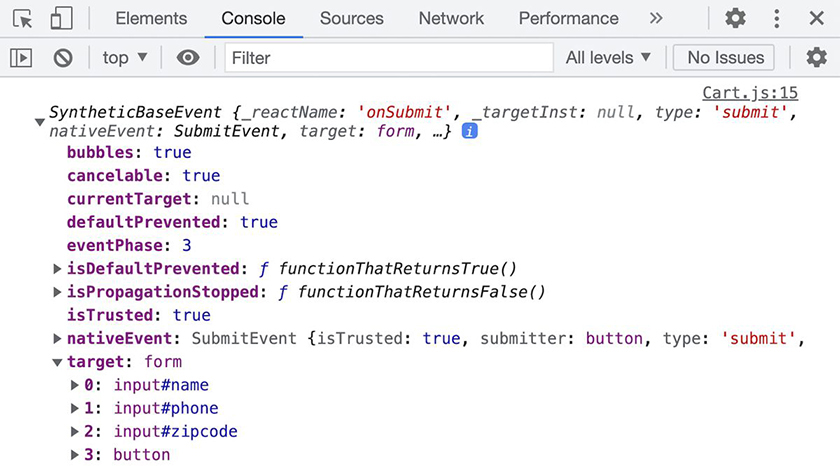 Elements Console Sources Network Performance »
top ▼ Filter All levels ▼ No Issues
Cart.js:15
SyntheticBaseEvent {_reactName: 'onSubmit', _targetInst: null, type: 'submit',
nativeEvent: SubmitEvent, target: form, …} i
bubbles: true
cancelable: true
currentTarget: null
defaultPrevented: true
eventPhase: 3
isDefaultPrevented: ƒ functionThatReturnsTrue()
isPropagationStopped: ƒ functionThatReturnsFalse()
isTrusted: true
nativeEvent: SubmitEvent {isTrusted: true, submitter: button, type: 'submit',
target: form
0: input#name
1: input#phone
2: input#zipcode
3: button